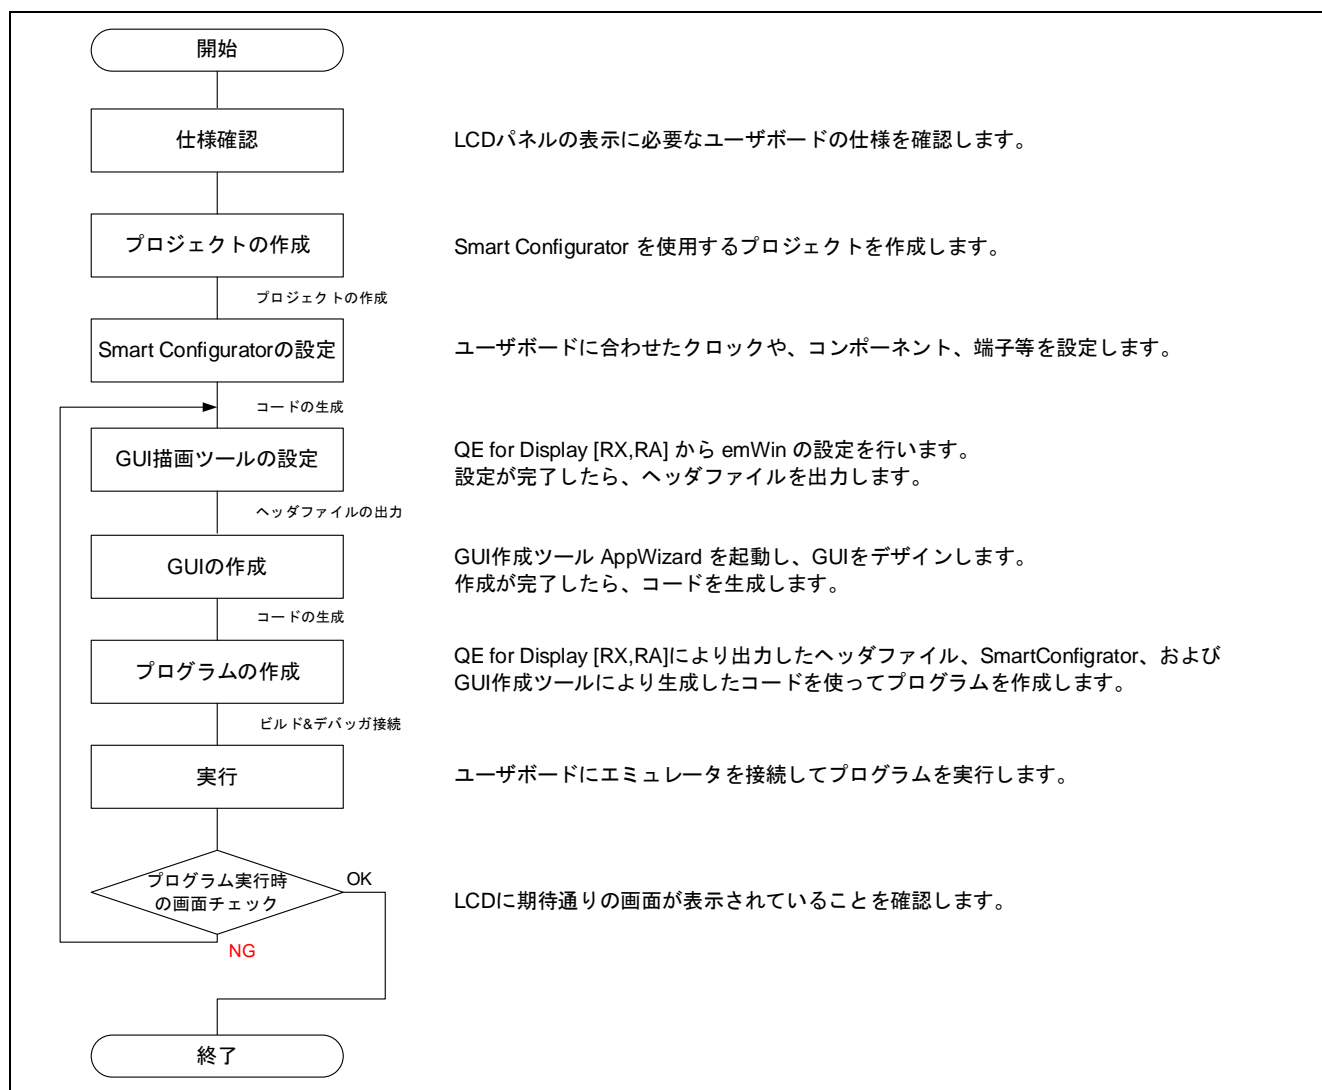 開始
仕様確認
LCDパネルの表示に必要なユーザボードの仕様を確認します。
プロジェクトの作成
Smart Configurator を使用するプロジェクトを作成します。
プロジェクトの作成
Smart Configuratorの設定
ユーザボードに合わせたクロックや、コンポーネント、端子等を設定します。
コードの生成
GUI描画ツールの設定
QE for Display [RX,RA] から emWin の設定を行います。
設定が完了したら、ヘッダファイルを出力します。
ヘッダファイルの出力
GUIの作成
GUI作成ツール AppWizard を起動し、GUIをデザインします。
作成が完了したら、コードを生成します。
コードの生成
プログラムの作成
QE for Display [RX,RA]により出力したヘッダファイル、SmartConfigrator、および
GUI作成ツールにより生成したコードを使ってプログラムを作成します。
ビルド&デバッガ接続
実行
ユーザボードにエミュレータを接続してプログラムを実行します。
プログラム実行時
の画面チェック
OK
LCDに期待通りの画面が表示されていることを確認します。
NG
終了